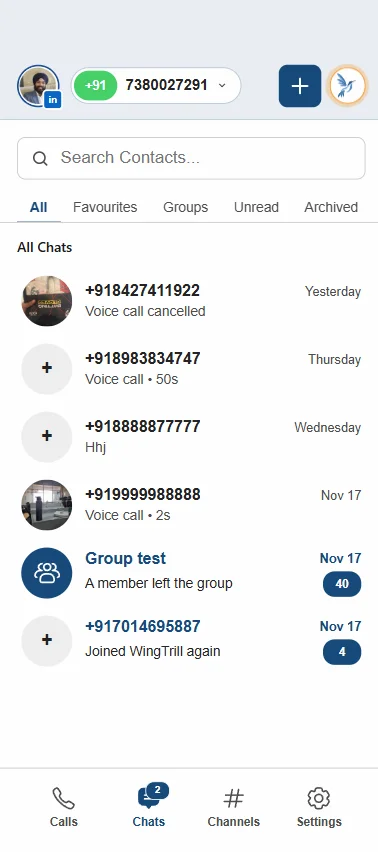 in
+91 7380027291
Search Contacts...
All Favourites Groups Unread Archived
All Chats
+918427411922 Yesterday
Voice call cancelled
+918983834747 Thursday
Voice call • 50s
+918888877777 Wednesday
Hhj
+919999988888 Nov 17
Voice call • 2s
Group test Nov 17
A member left the group 40
+917014695887 Nov 17
Joined WingTrill again 4
2
Calls Chats Channels Settings